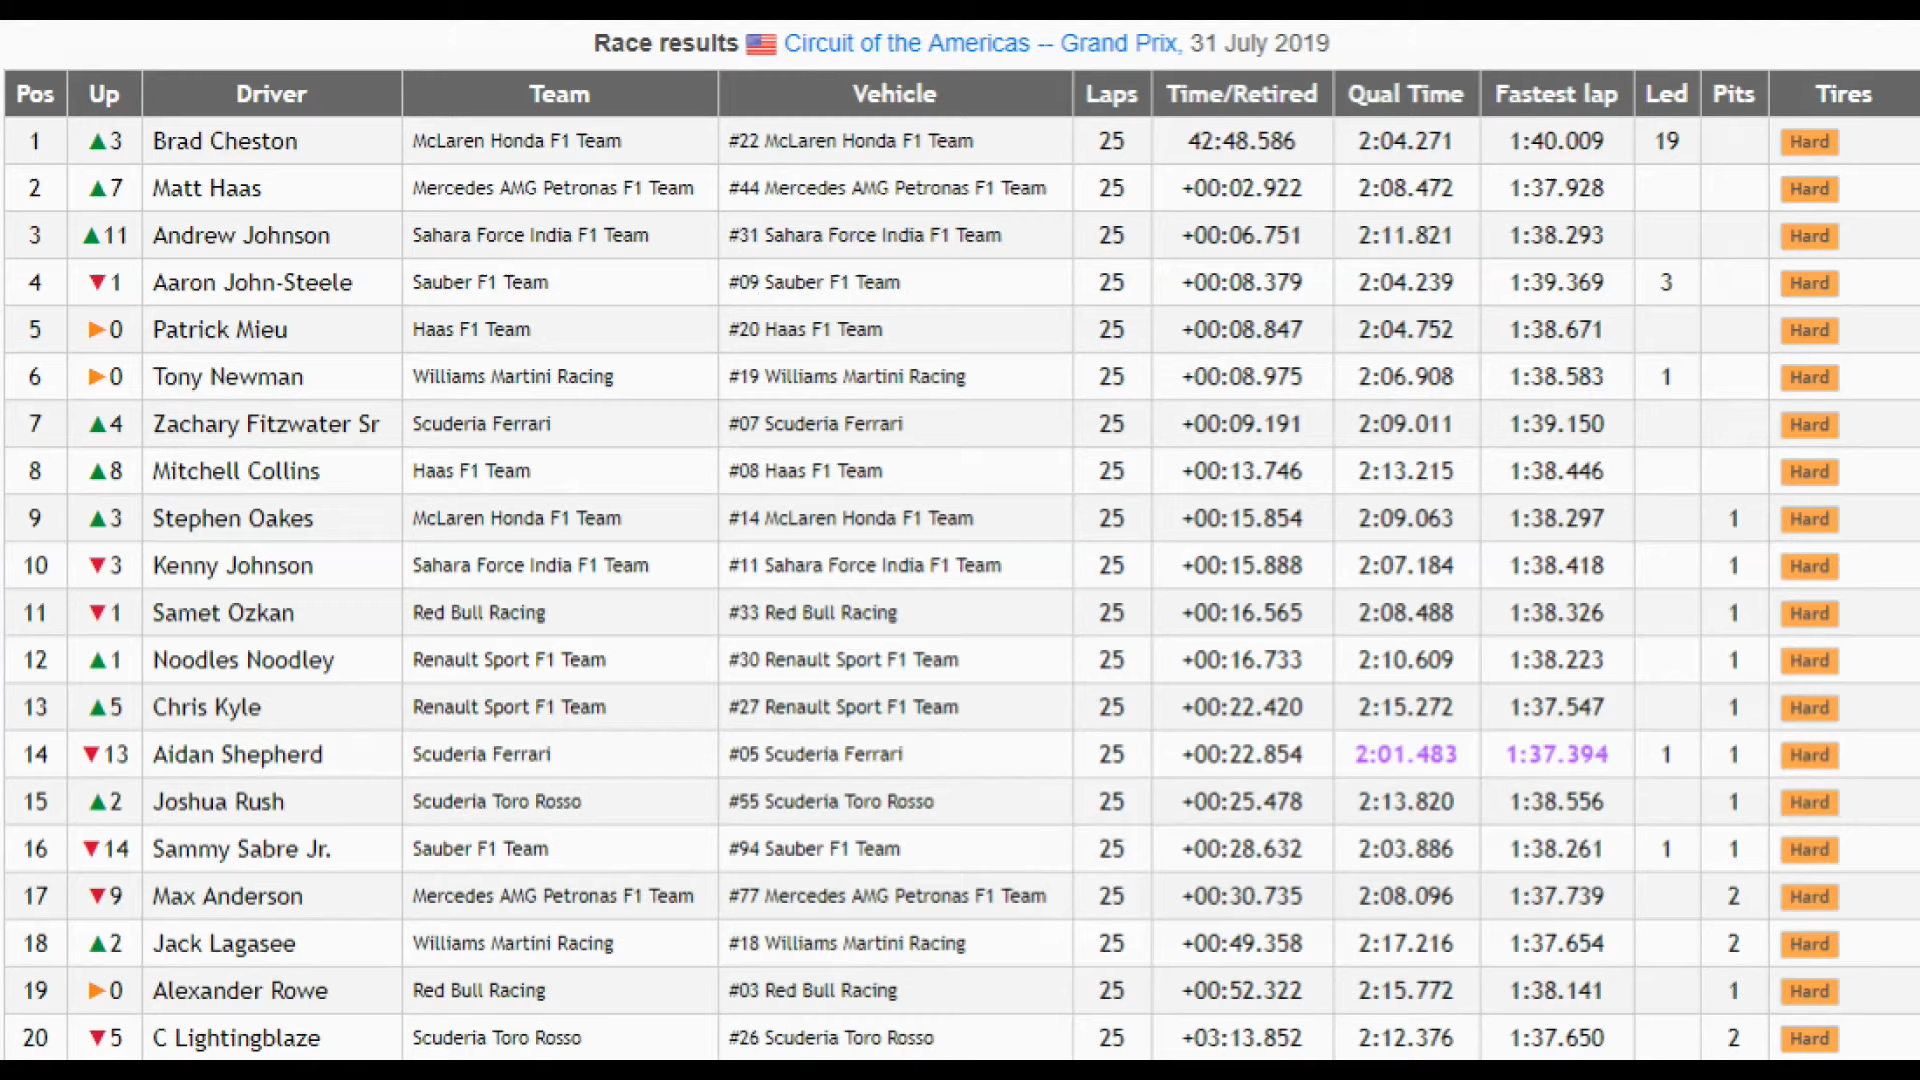 Race results Circuit of the Americas -- Grand Prix, 31 July 2019
Pos Up Driver Team Vehicle Laps Time/Retired Qual Time Fastest lap Led Pits Tires
1 ▲3 Brad Cheston McLaren Honda F1 Team #22 McLaren Honda F1 Team 25 42:48.586 2:04.271 1:40.009 19 Hard
2 ▲7 Matt Haas Mercedes AMG Petronas F1 Team #44 Mercedes AMG Petronas F1 Team 25 +00:02.922 2:08.472 1:37.928 Hard
3 ▲11 Andrew Johnson Sahara Force India F1 Team #31 Sahara Force India F1 Team 25 +00:06.751 2:11.821 1:38.293 Hard
4 ▼1 Aaron John-Steele Sauber F1 Team #09 Sauber F1 Team 25 +00:08.379 2:04.239 1:39.369 3 Hard
5 ▶0 Patrick Mieu Haas F1 Team #20 Haas F1 Team 25 +00:08.847 2:04.752 1:38.671 Hard
6 ▶0 Tony Newman Williams Martini Racing #19 Williams Martini Racing 25 +00:08.975 2:06.908 1:38.583 1 Hard
7 ▲4 Zachary Fitzwater Sr Scuderia Ferrari #07 Scuderia Ferrari 25 +00:09.191 2:09.011 1:39.150 Hard
8 ▲8 Mitchell Collins Haas F1 Team #08 Haas F1 Team 25 +00:13.746 2:13.215 1:38.446 Hard
9 ▲3 Stephen Oakes McLaren Honda F1 Team #14 McLaren Honda F1 Team 25 +00:15.854 2:09.063 1:38.297 1 Hard
10 ▼3 Kenny Johnson Sahara Force India F1 Team #11 Sahara Force India F1 Team 25 +00:15.888 2:07.184 1:38.418 1 Hard
11 ▼1 Samet Ozkan Red Bull Racing #33 Red Bull Racing 25 +00:16.565 2:08.488 1:38.326 1 Hard
12 ▲1 Noodles Noodley Renault Sport F1 Team #30 Renault Sport F1 Team 25 +00:16.733 2:10.609 1:38.223 1 Hard
13 ▲5 Chris Kyle Renault Sport F1 Team #27 Renault Sport F1 Team 25 +00:22.420 2:15.272 1:37.547 1 Hard
14 ▼13 Aidan Shepherd Scuderia Ferrari #05 Scuderia Ferrari 25 +00:22.854 2:01.483 1:37.394 1 1 Hard
15 ▲2 Joshua Rush Scuderia Toro Rosso #55 Scuderia Toro Rosso 25 +00:25.478 2:13.820 1:38.556 1 Hard
16 ▼14 Sammy Sabre Jr. Sauber F1 Team #94 Sauber F1 Team 25 +00:28.632 2:03.886 1:38.261 1 1 Hard
17 ▼9 Max Anderson Mercedes AMG Petronas F1 Team #77 Mercedes AMG Petronas F1 Team 25 +00:30.735 2:08.096 1:37.739 2 Hard
18 ▲2 Jack Lagasee Williams Martini Racing #18 Williams Martini Racing 25 +00:49.358 2:17.216 1:37.654 2 Hard
19 ▶0 Alexander Rowe Red Bull Racing #03 Red Bull Racing 25 +00:52.322 2:15.772 1:38.141 1 Hard
20 ▼5 C Lightingblaze Scuderia Toro Rosso #26 Scuderia Toro Rosso 25 +03:13.852 2:12.376 1:37.650 2 Hard